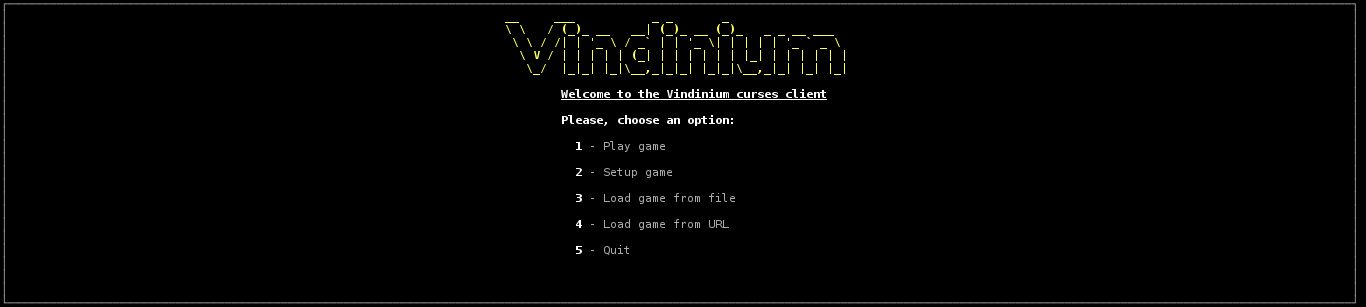 Vindinium
Welcome to the Vindinium curses client
Please, choose an option:
1 - Play game
2 - Setup game
3 - Load game from file
4 - Load game from URL
5 - Quit